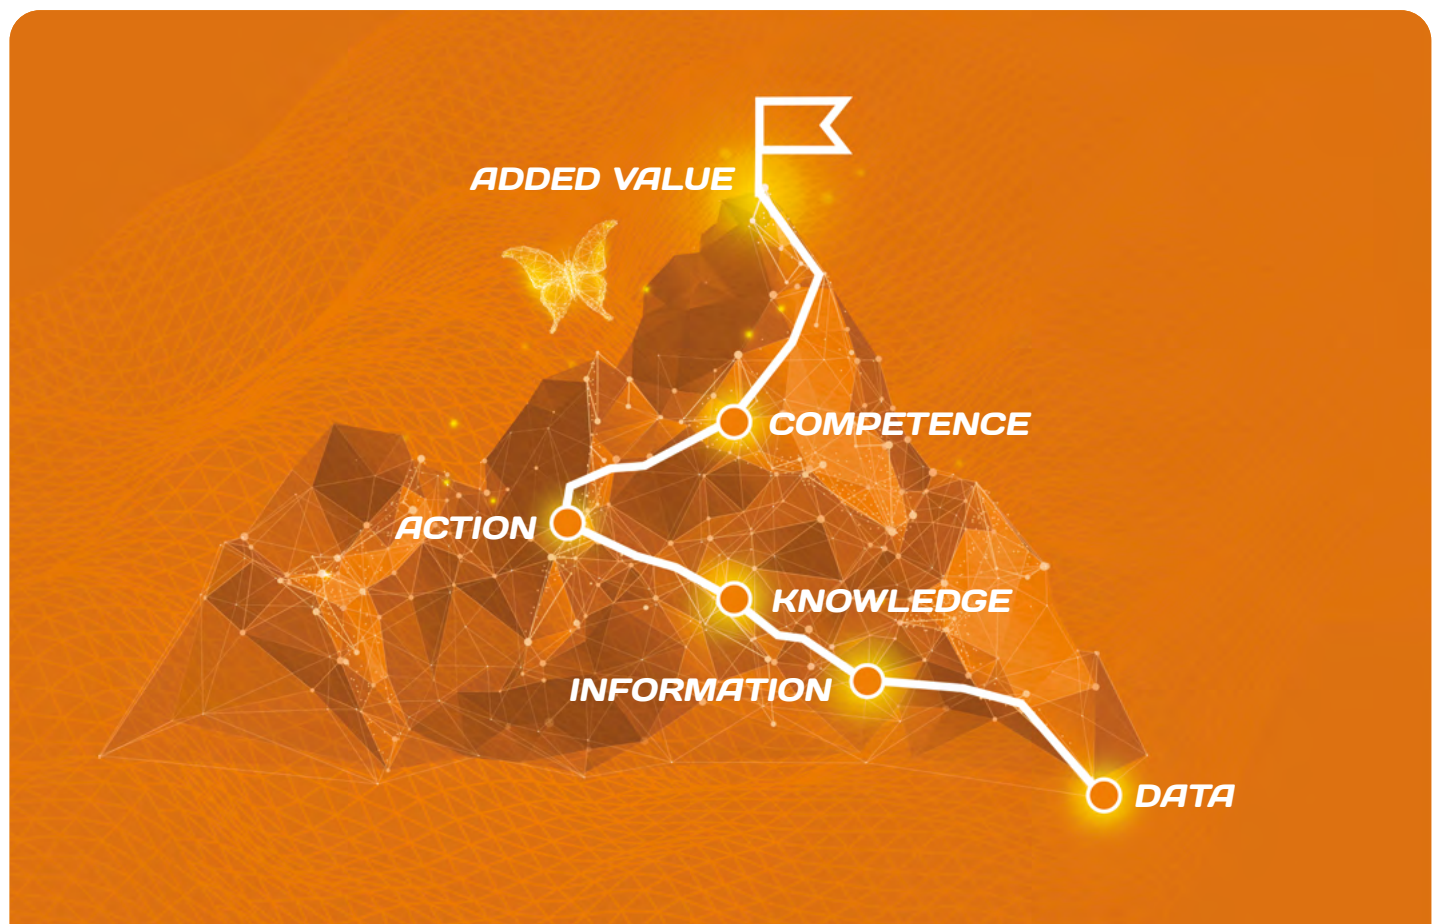 ADDED VALUE
COMPETENCE
ACTION
KNOWLEDGE
INFORMATION
DATA